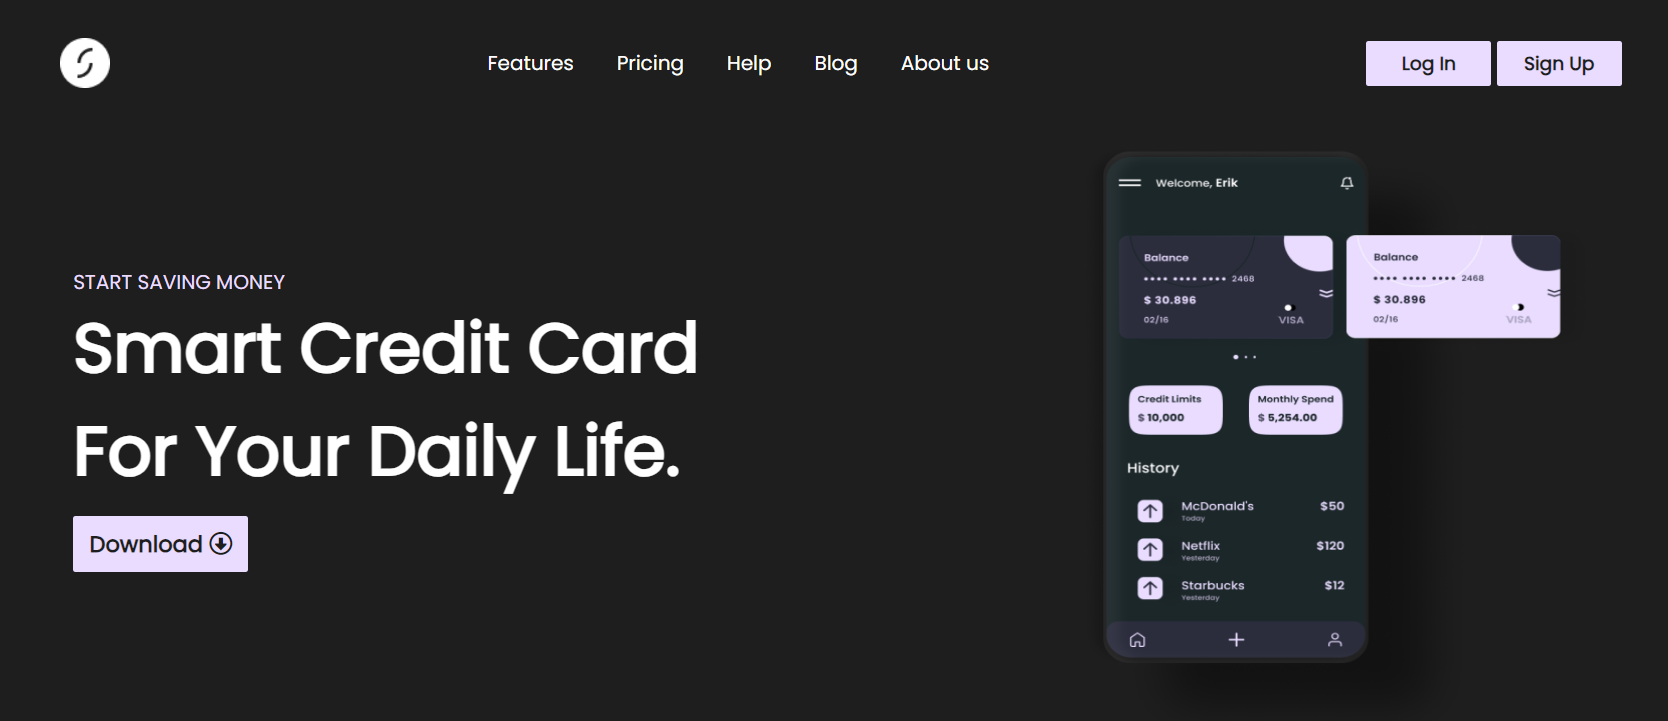 Features Pricing Help Blog About us
Log In Sign Up
START SAVING MONEY
Smart Credit Card
For Your Daily Life.
Download
Welcome, Erik
Balance
•••• •••• •••• 2468
$ 30.896
02/16
VISA
Balance
•••• •••• •••• 2468
$ 30.896
02/16
VISA
Credit Limits
$ 10,000
Monthly Spend
$ 5,254.00
History
McDonald's $50
Today
Netflix $120
Yesterday
Starbucks $12
Yesterday